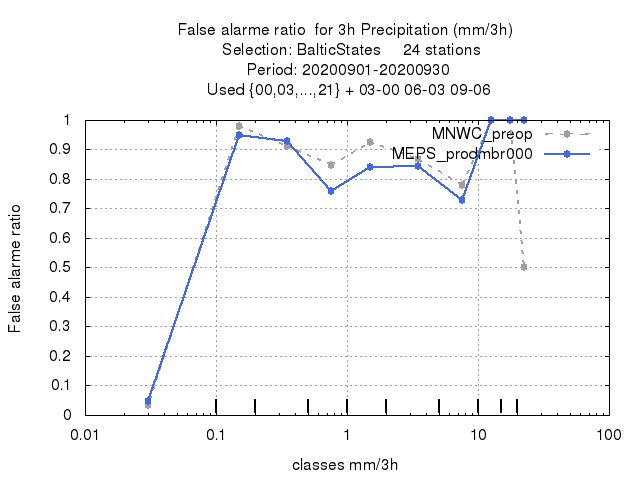 False alarme ratio for 3h Precipitation (mm/3h)
Selection: BalticStates 24 stations
Period: 20200901-20200930
Used {00,03,...,21} + 03-00 06-03 09-06
MNWC_preop
MEPS_prodmbr000
False alarme ratio
1
0.9
0.8
0.7
0.6
0.5
0.4
0.3
0.2
0.1
0
0.01 0.1 1 10 100
classes mm/3h